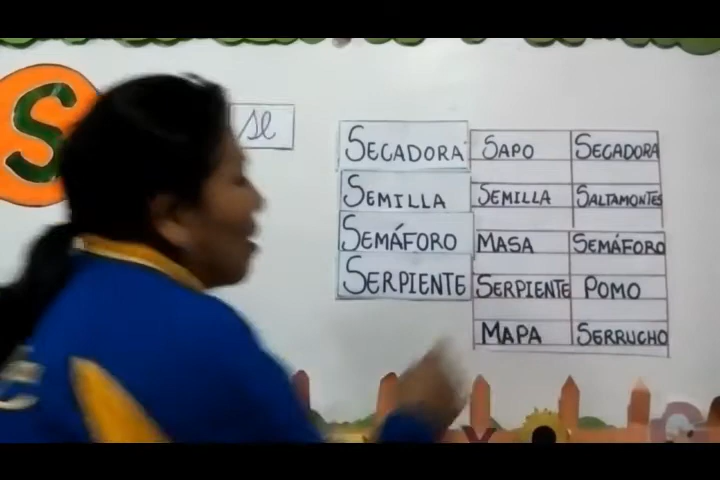 S
se
SECADORA
SEMILLA
SEMÁFORO
SERPIENTE
SAPO SECADORA
SEMILLA SALTAMONTES
MASA SEMÁFORO
SERPIENTE POMO
MAPA SERRUCHO